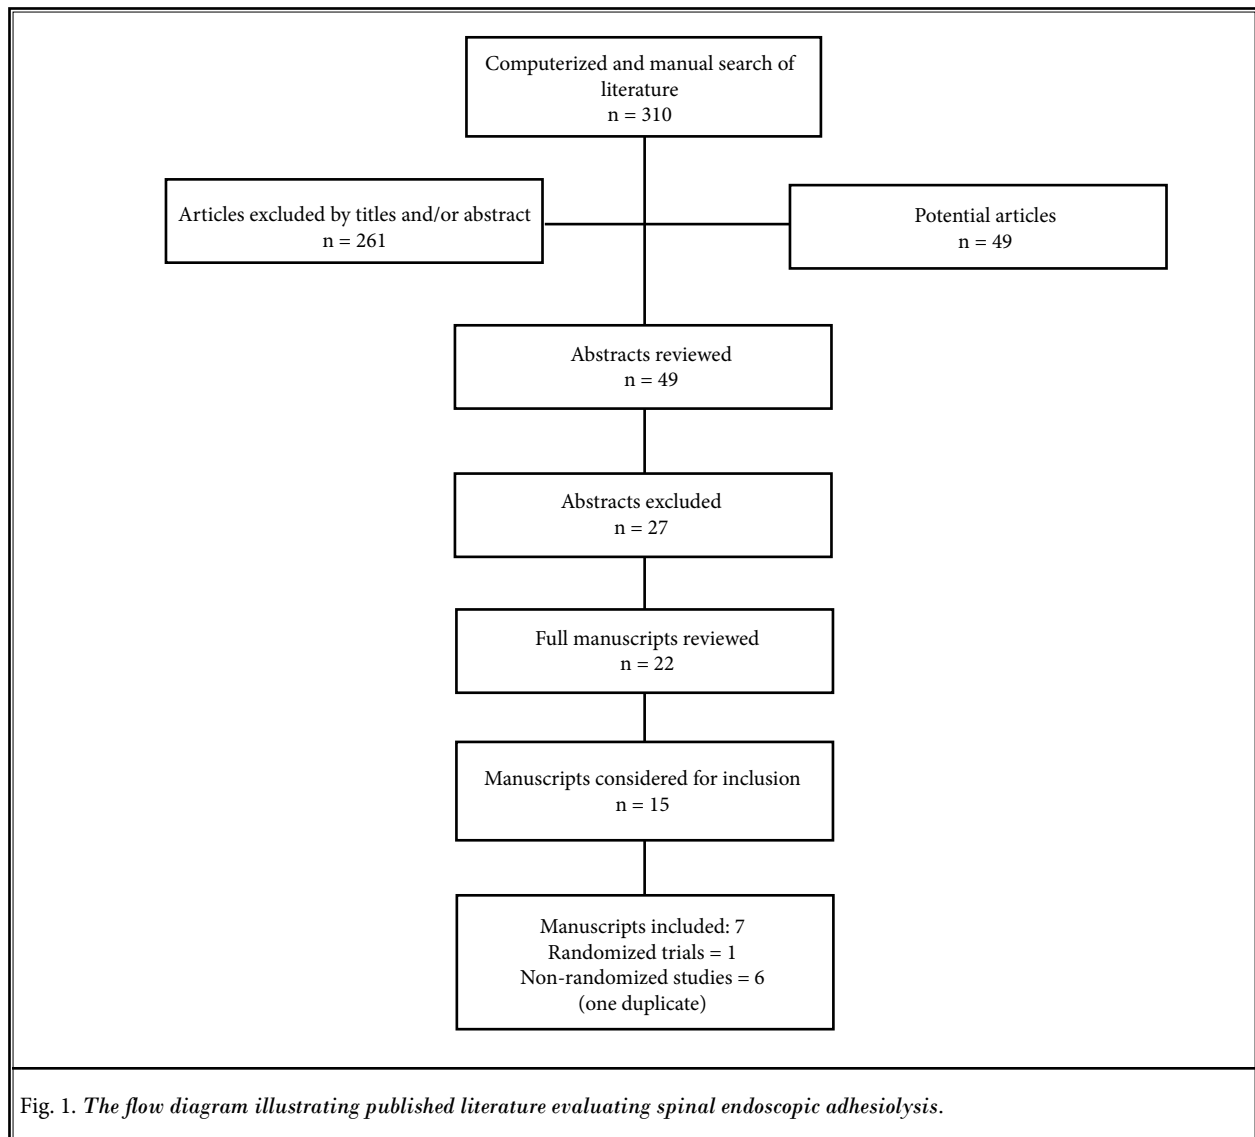 Computerized and manual search of
literature
n = 310
Articles excluded by titles and/or abstract
n = 261
Potential articles
n = 49
Abstracts reviewed
n = 49
Abstracts excluded
n = 27
Full manuscripts reviewed
n = 22
Manuscripts considered for inclusion
n = 15
Manuscripts included: 7
Randomized trials = 1
Non-randomized studies = 6
(one duplicate)
Fig. 1. The flow diagram illustrating published literature evaluating spinal endoscopic adhesiolysis.